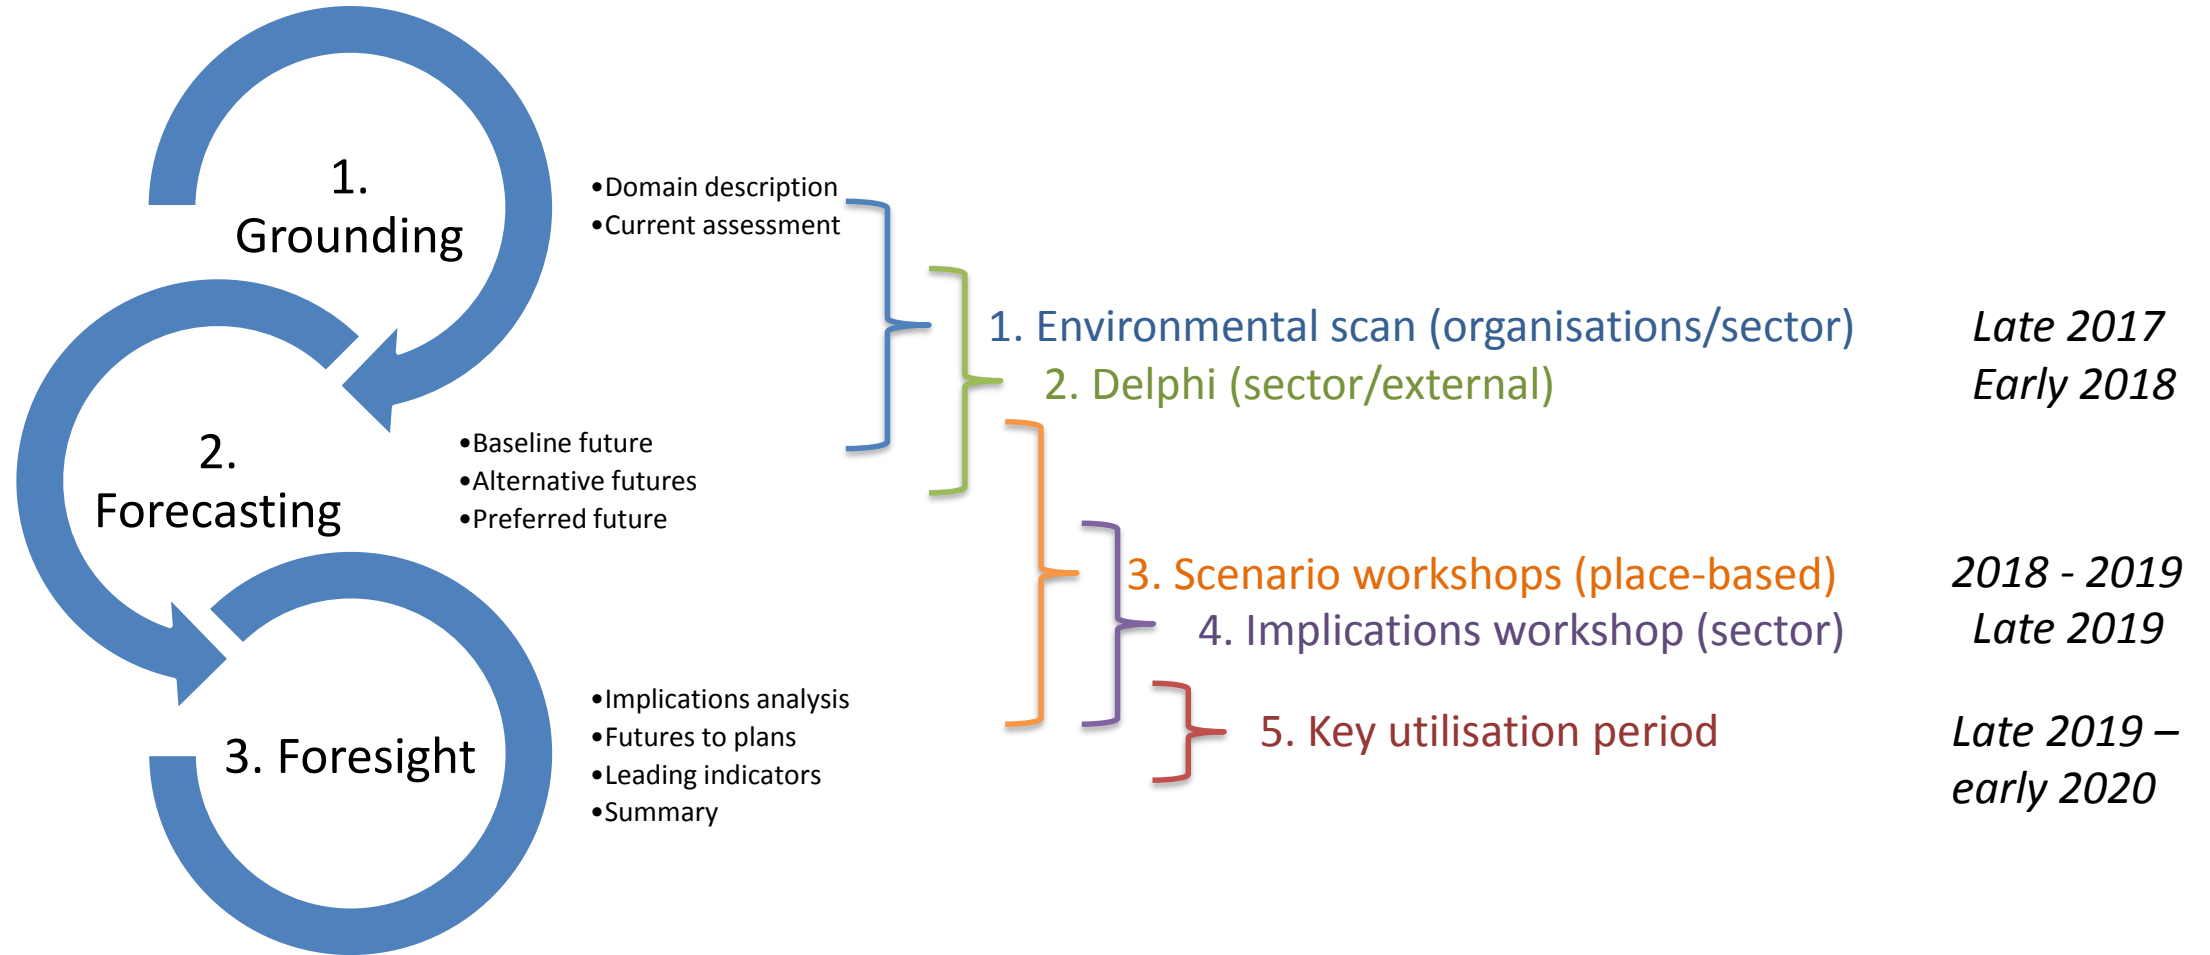 1.
Grounding
•Domain description
•Current assessment
1. Environmental scan (organisations/sector)
Late 2017
2. Delphi (sector/external)
Early 2018
2.
Forecasting
•Baseline future
•Alternative futures
•Preferred future
3. Scenario workshops (place-based)
2018 - 2019
4. Implications workshop (sector)
Late 2019
3. Foresight
•Implications analysis
•Futures to plans
•Leading indicators
•Summary
5. Key utilisation period
Late 2019 –
early 2020